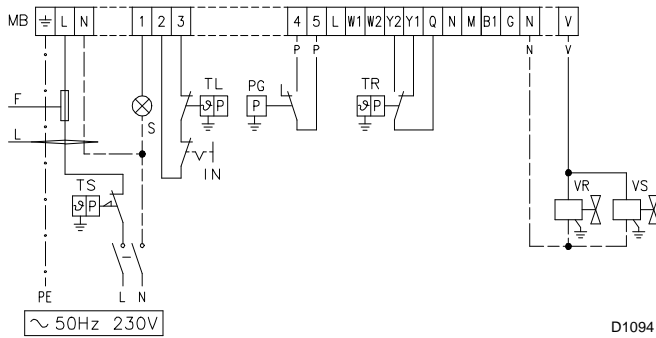 MB L N 1 2 3 4 5 L W1 W2 Y2 Y1 Q N M B1 G N V
P P N V
F
TL PG TR
ϑ P P ϑ P
S
L
IN
TS
ϑ P
VR VS
PE L N
~ 50Hz 230V
D1094